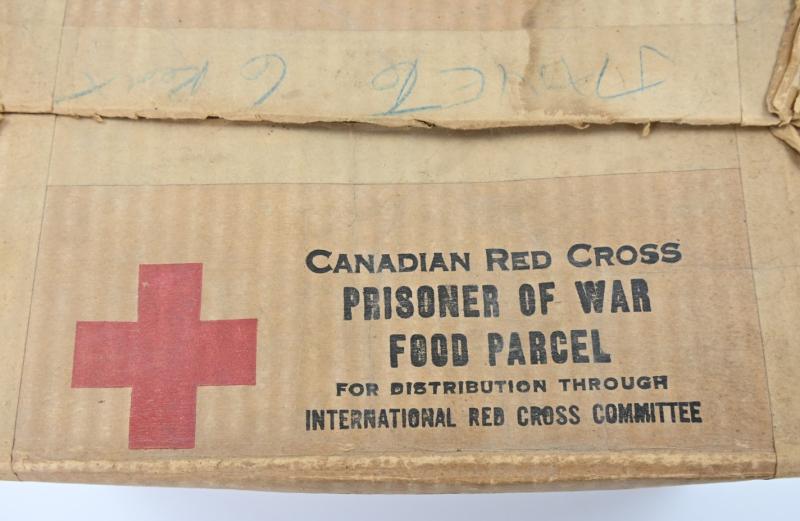 CANADIAN RED CROSS
PRISONER OF WAR
FOOD PARCEL
FOR DISTRIBUTION THROUGH
INTERNATIONAL RED CROSS COMMITTEE